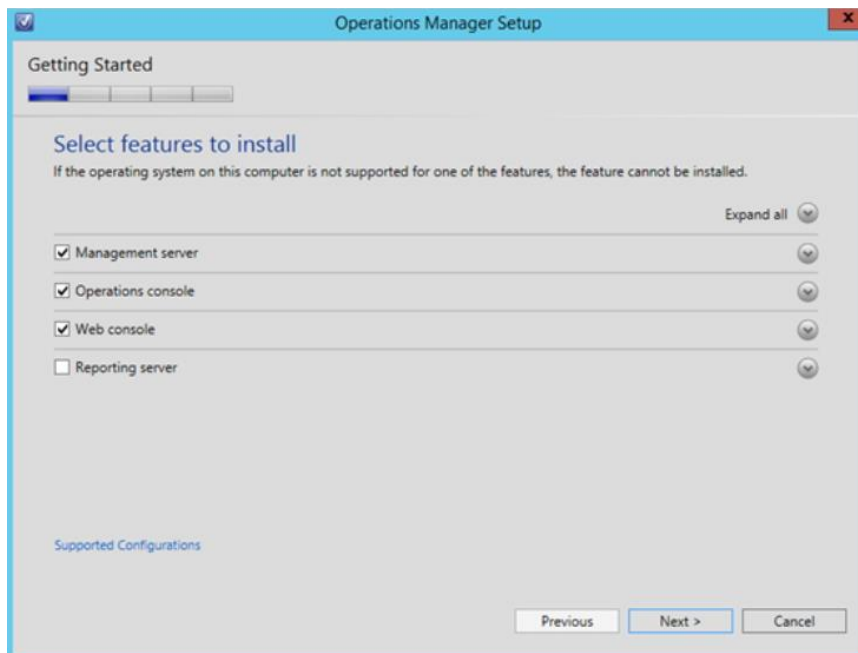 Operations Manager Setup
x
Getting Started
Select features to install
If the operating system on this computer is not supported for one of the features, the feature cannot be installed.
Expand all
Management server
Operations console
Web console
Reporting server
Supported Configurations
Previous Next > Cancel